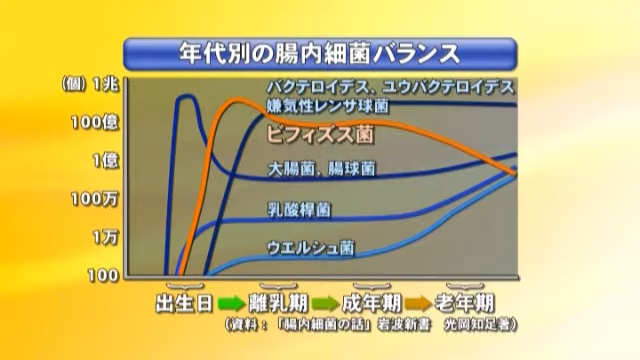 年代別の腸内細菌バランス
(個) 1兆
100億
1億
100万
1万
100
バクテロイデス、ユウバクテロイデス
嫌気性レンサ球菌
ビフィズス菌
大腸菌、腸球菌
乳酸桿菌
ウエルシュ菌
出生日 離乳期 成年期 老年期
(資料：「腸内細菌の話」岩波新書 光岡知足著)